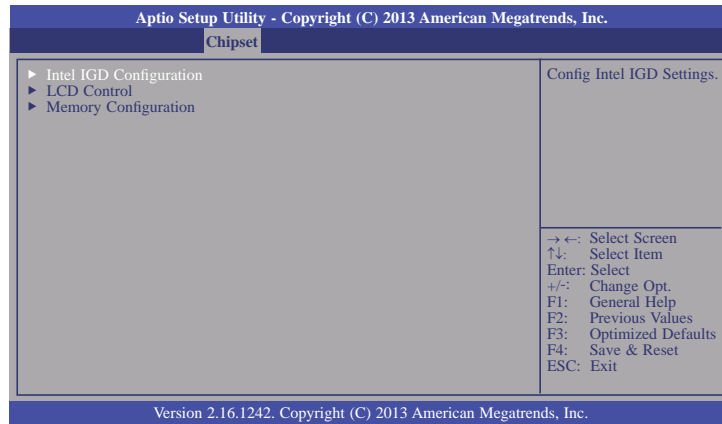 Aptio Setup Utility - Copyright (C) 2013 American Megatrends, Inc.
Chipset
► Intel IGD Configuration
► LCD Control
► Memory Configuration
Config Intel IGD Settings.
→←: Select Screen
↑↓: Select Item
Enter: Select
+/-: Change Opt.
F1: General Help
F2: Previous Values
F3: Optimized Defaults
F4: Save & Reset
ESC: Exit
Version 2.16.1242. Copyright (C) 2013 American Megatrends, Inc.